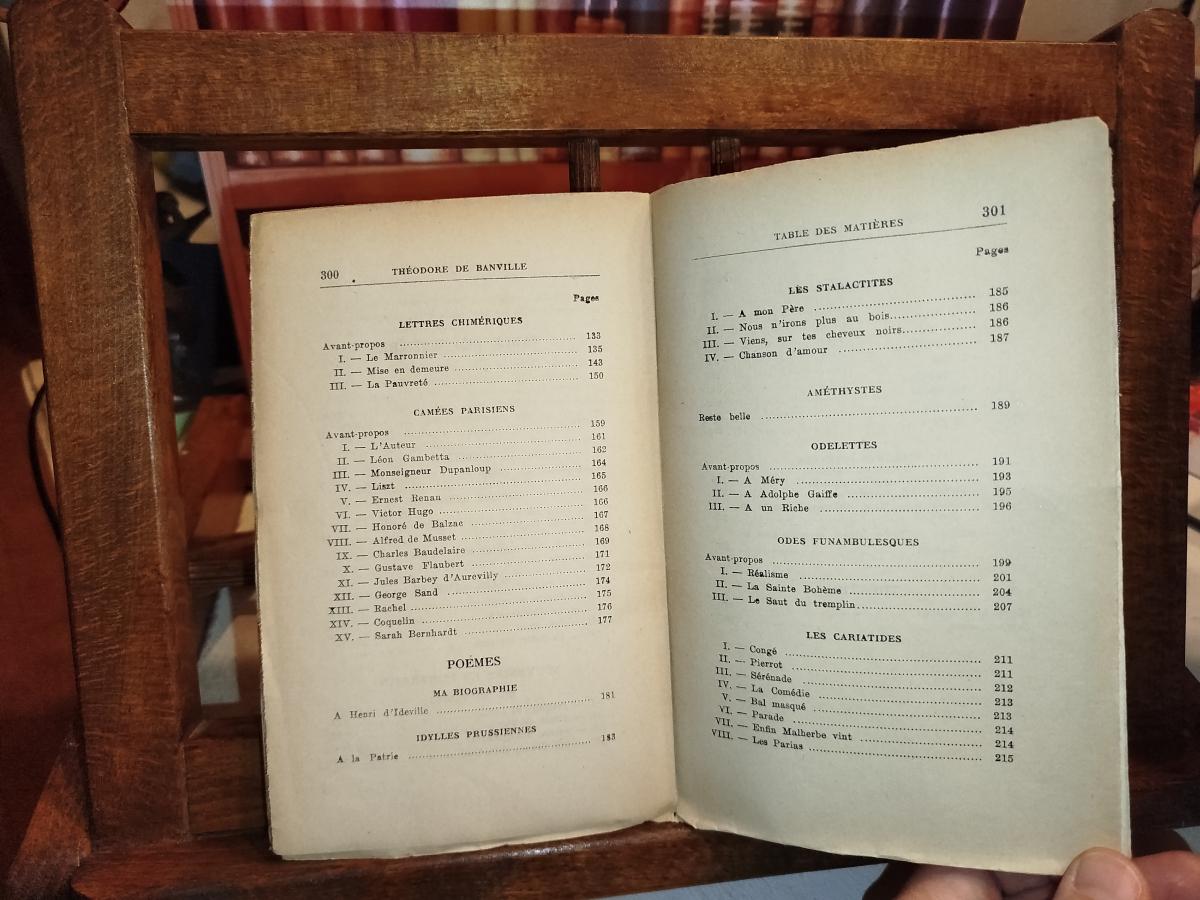 300 THÉODORE DE BANVILLE
Pages
LETTRES CHIMÉRIQUES
Avant-propos ........ 133
I. — Le Marronnier ........ 135
II. — Mise en demeure ........ 143
III. — La Pauvreté ........ 150
CAMÉES PARISIENS
Avant-propos ........ 159
I. — L'Auteur ........ 161
II. — Léon Gambetta ........ 162
III. — Monseigneur Dupanloup ........ 164
IV. — Liszt ........ 165
V. — Ernest Renan ........ 166
VI. — Victor Hugo ........ 166
VII. — Honoré de Balzac ........ 167
VIII. — Alfred de Musset ........ 168
IX. — Charles Baudelaire ........ 169
X. — Gustave Flaubert ........ 171
XI. — Jules Barbey d'Aurevilly ........ 172
XII. — George Sand ........ 174
XIII. — Rachel ........ 175
XIV. — Coquelin ........ 176
XV. — Sarah Bernhardt ........ 177
POÉMES
MA BIOGRAPHIE
A Henri d'Ideville ........ 181
IDYLLES PRUSSIENNES
A la Patrie ........ 183
TABLE DES MATIÈRES 301
Pages
LES STALACTITES
I. — A mon Père ........ 185
II. — Nous n'irons plus au bois ........ 186
III. — Viens, sur tes cheveux noirs ........ 186
IV. — Chanson d'amour ........ 187
AMÉTHYSTES
Reste belle ........ 189
ODELETTES
Avant-propos ........ 191
I. — A Méry ........ 193
II. — A Adolphe Gaiffe ........ 195
III. — A un Riche ........ 196
ODES FUNAMBULESQUES
Avant-propos ........ 199
I. — Réalisme ........ 201
II. — La Sainte Bohème ........ 204
III. — Le Saut du tremplin ........ 207
LES CARIATIDES
I. — Congé ........ 211
II. — Pierrot ........ 211
III. — Sérénade ........ 212
IV. — La Comédie ........ 213
V. — Bal masqué ........ 213
VI. — Parade ........ 214
VII. — Enfin Malherbe vint ........ 214
VIII. — Les Parias ........ 215